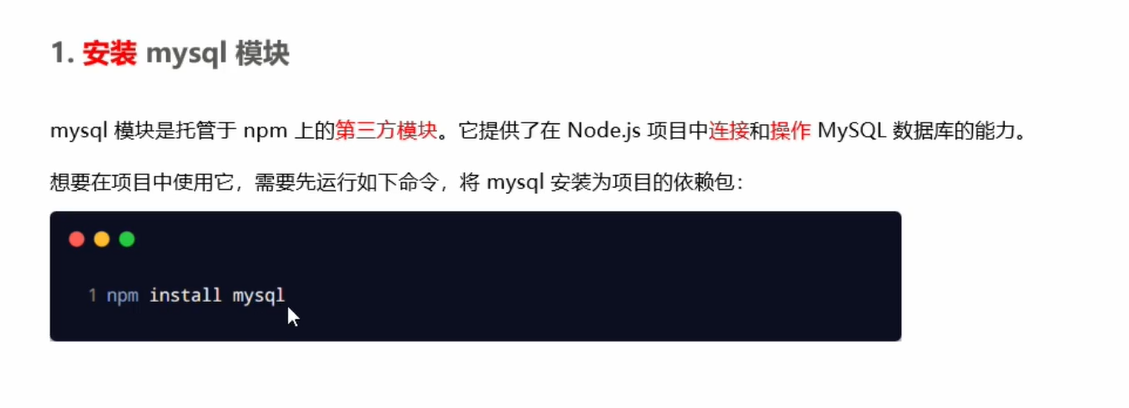 1. 安装 mysql 模块
mysql 模块是托管于 npm 上的第三方模块。它提供了在 Node.js 项目中连接和操作 MySQL 数据库的能力。
想要在项目中使用它，需要先运行如下命令，将 mysql 安装为项目的依赖包：
1 npm install mysql